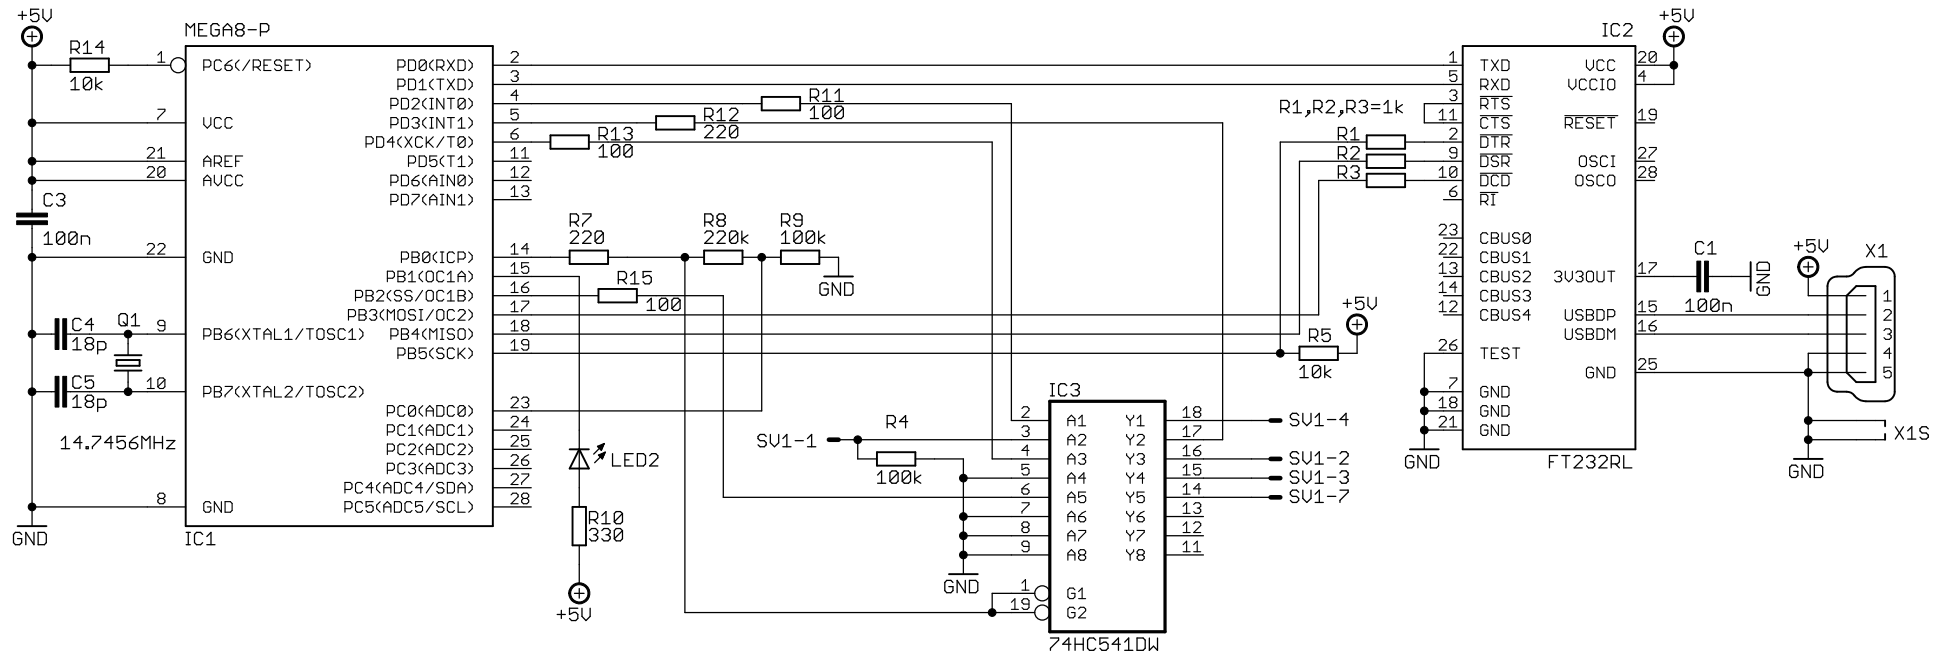 +5V
MEGA8-P
R14
10k
1
PC6(/RESET)
7
VCC
21
AREF
20
AVCC
C3
100n
22
GND
C4
18p
Q1
9
PB6(XTAL1/TOSC1)
C5
18p
10
PB7(XTAL2/TOSC2)
14.7456MHz
8
GND
GND
IC1
PD0(RXD)
2
PD1(TXD)
3
PD2(INT0)
4
PD3(INT1)
5
PD4(XCK/T0)
6
PD5(T1)
11
PD6(AIN0)
12
PD7(AIN1)
13
PB0(ICP)
14
PB1(OC1A)
15
PB2(SS/OC1B)
16
PB3(MOSI/OC2)
17
PB4(MISO)
18
PB5(SCK)
19
PC0(ADC0)
23
PC1(ADC1)
24
PC2(ADC2)
25
PC3(ADC3)
26
PC4(ADC4/SDA)
27
PC5(ADC5/SCL)
28
R11
100
R12
220
R13
100
R7
220
R8
220k
R9
100k
GND
R15
100
LED2
R10
330
+5V
SV1-1
R4
100k
GND
IC3
2
A1
3
A2
4
A3
5
A4
6
A5
7
A6
8
A7
9
A8
1
G1
19
G2
Y1
18
Y2
17
Y3
16
Y4
15
Y5
14
Y6
13
Y7
12
Y8
11
74HC541DW
SV1-4
SV1-2
SV1-3
SV1-7
R1,R2,R3=1k
R1
R2
R3
+5V
R5
10k
IC2
1
TXD
5
RXD
3
RTS
11
CTS
2
DTR
9
DSR
10
DCD
6
RI
23
CBUS0
22
CBUS1
13
CBUS2
14
CBUS3
12
CBUS4
26
TEST
7
GND
18
GND
21
GND
GND
+5V
VCC
20
VCCIO
4
RESET
19
OSCI
27
OSCO
28
3V3OUT
17
USBDP
15
USBDM
16
GND
25
FT232RL
C1
100n
GND
+5V
X1
1
2
3
4
5
X1S
GND